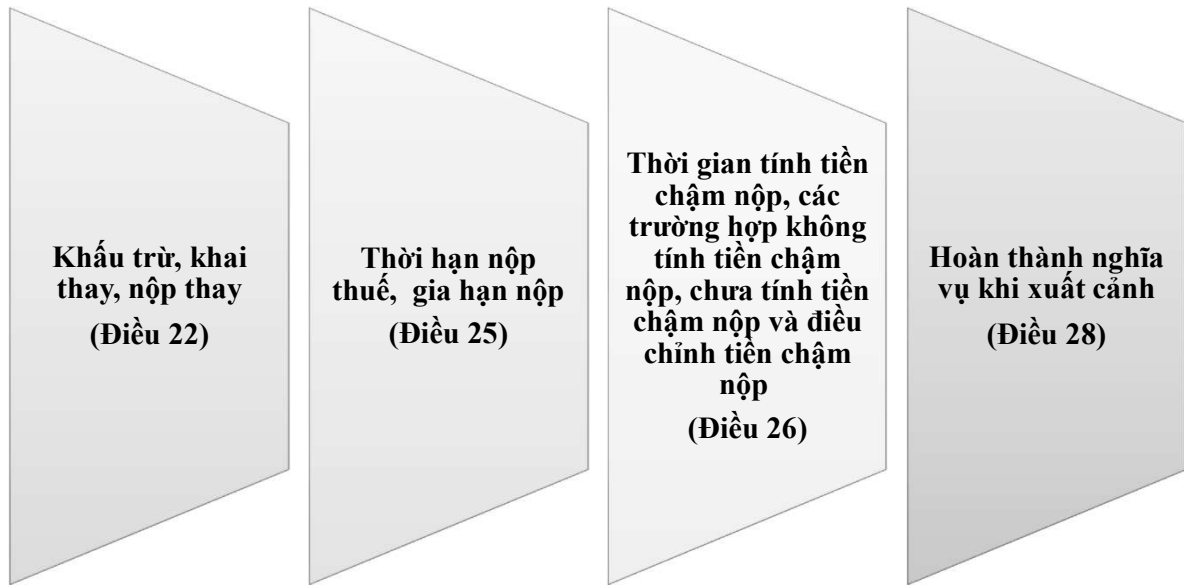 Khấu trừ, khai
thay, nộp thay
(Điều 22)
Thời hạn nộp
thuế, gia hạn nộp
(Điều 25)
Thời gian tính tiền
chậm nộp, các
trường hợp không
tính tiền chậm
nộp, chưa tính tiền
chậm nộp và điều
chỉnh tiền chậm
nộp
(Điều 26)
Hoàn thành nghĩa
vụ khi xuất cảnh
(Điều 28)